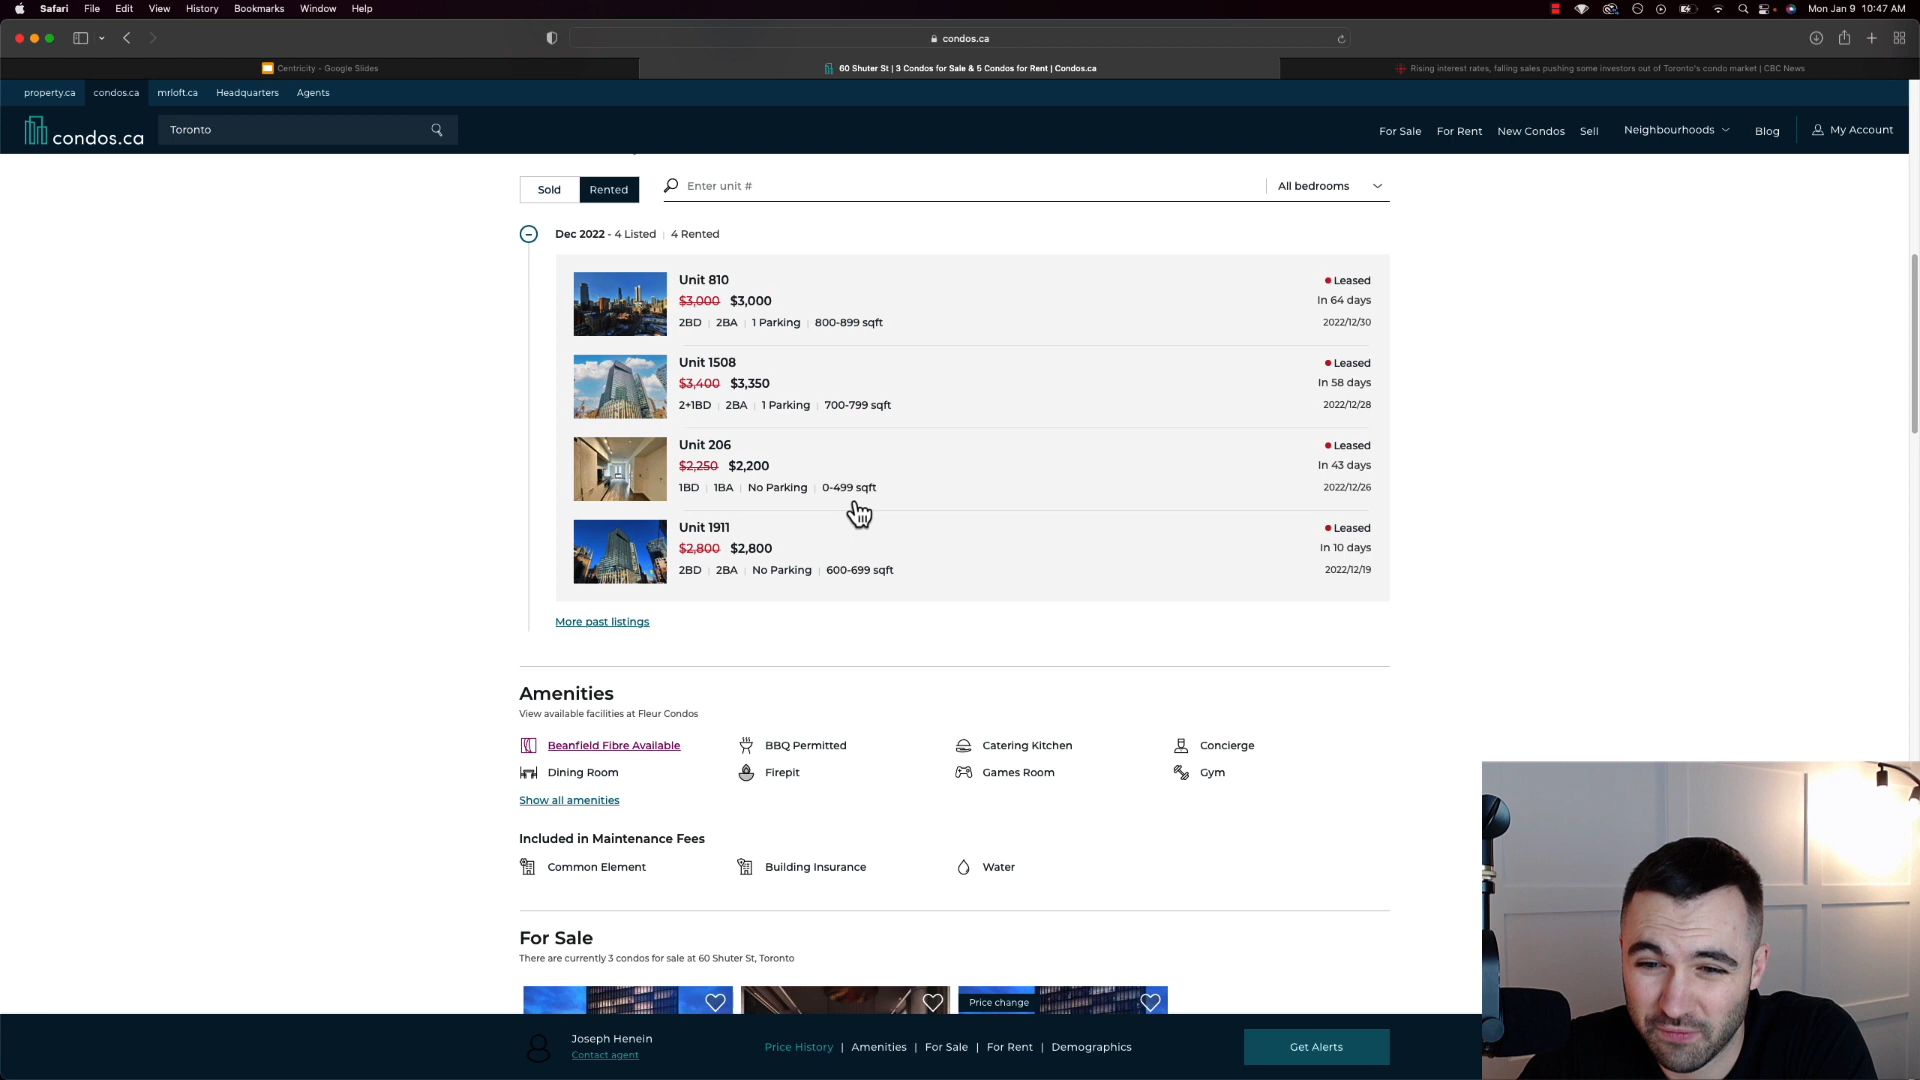 Safari File Edit View History Bookmarks Window Help Mon Jan 9 10:47 AM
condos.ca
Centricity - Google Slides 60 Shuter St | 3 Condos for Sale & 5 Condos for Rent | Condos.ca Rising interest rates, falling sales pushing some investors out of Toronto's condo market | CBC News
property.ca condos.ca mrloft.ca Headquarters Agents
condos.ca Toronto For Sale For Rent New Condos Sell Neighbourhoods Blog My Account
Sold Rented Enter unit # All bedrooms
Dec 2022 - 4 Listed | 4 Rented
Unit 810 Leased
$3,000 $3,000 In 64 days
2BD | 2BA | 1 Parking | 800-899 sqft 2022/12/30
Unit 1508 Leased
$3,400 $3,350 In 58 days
2+1BD | 2BA | 1 Parking | 700-799 sqft 2022/12/28
Unit 206 Leased
$2,250 $2,200 In 43 days
1BD | 1BA | No Parking | 0-499 sqft 2022/12/26
Unit 1911 Leased
$2,800 $2,800 In 10 days
2BD | 2BA | No Parking | 600-699 sqft 2022/12/19
More past listings
Amenities
View available facilities at Fleur Condos
Beanfield Fibre Available BBQ Permitted Catering Kitchen Concierge
Dining Room Firepit Games Room Gym
Show all amenities
Included in Maintenance Fees
Common Element Building Insurance Water
For Sale
There are currently 3 condos for sale at 60 Shuter St, Toronto
Price change
Joseph Henein
Contact agent
Price History | Amenities | For Sale | For Rent | Demographics
Get Alerts